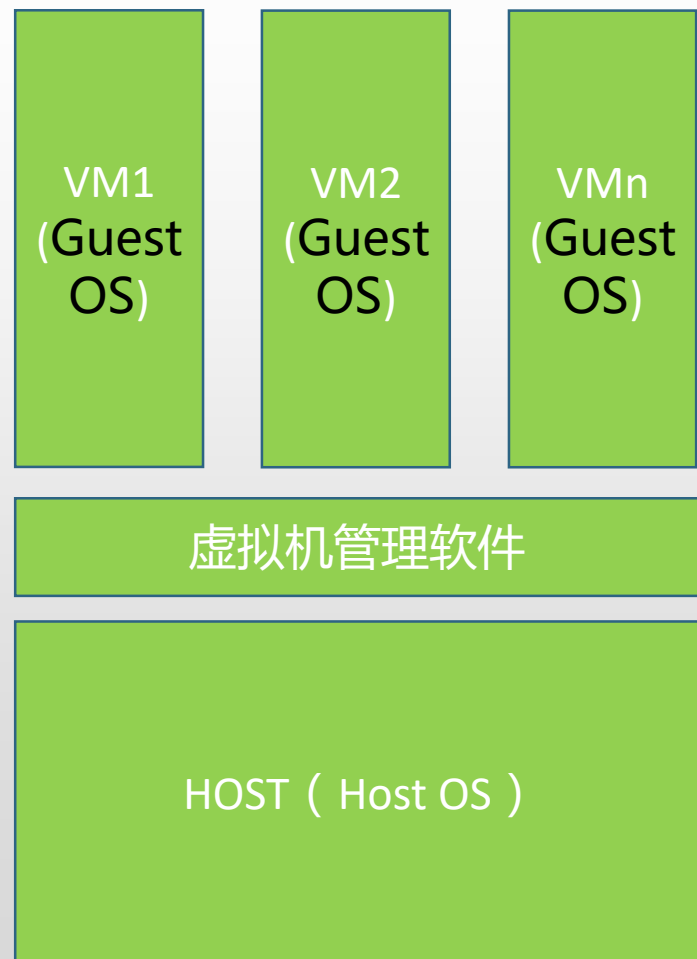 VM1
(Guest
OS)
VM2
(Guest
OS)
VMn
(Guest
OS)
虚拟机管理软件
HOST（Host OS）